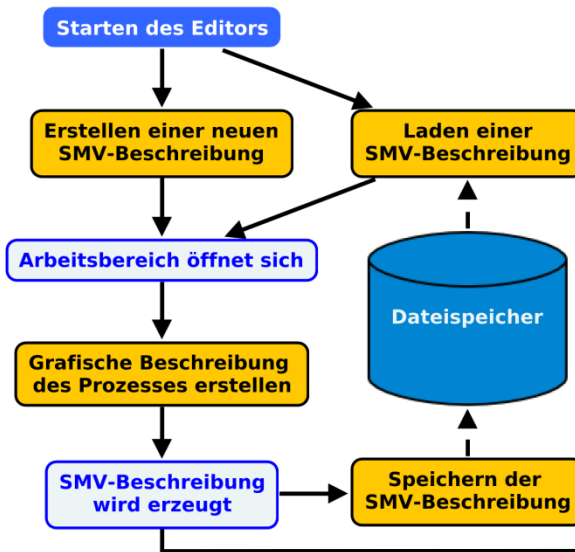 Starten des Editors
Erstellen einer neuen
SMV-Beschreibung
Laden einer
SMV-Beschreibung
Arbeitsbereich öffnet sich
Dateispeicher
Grafische Beschreibung
des Prozesses erstellen
SMV-Beschreibung
wird erzeugt
Speichern der
SMV-Beschreibung